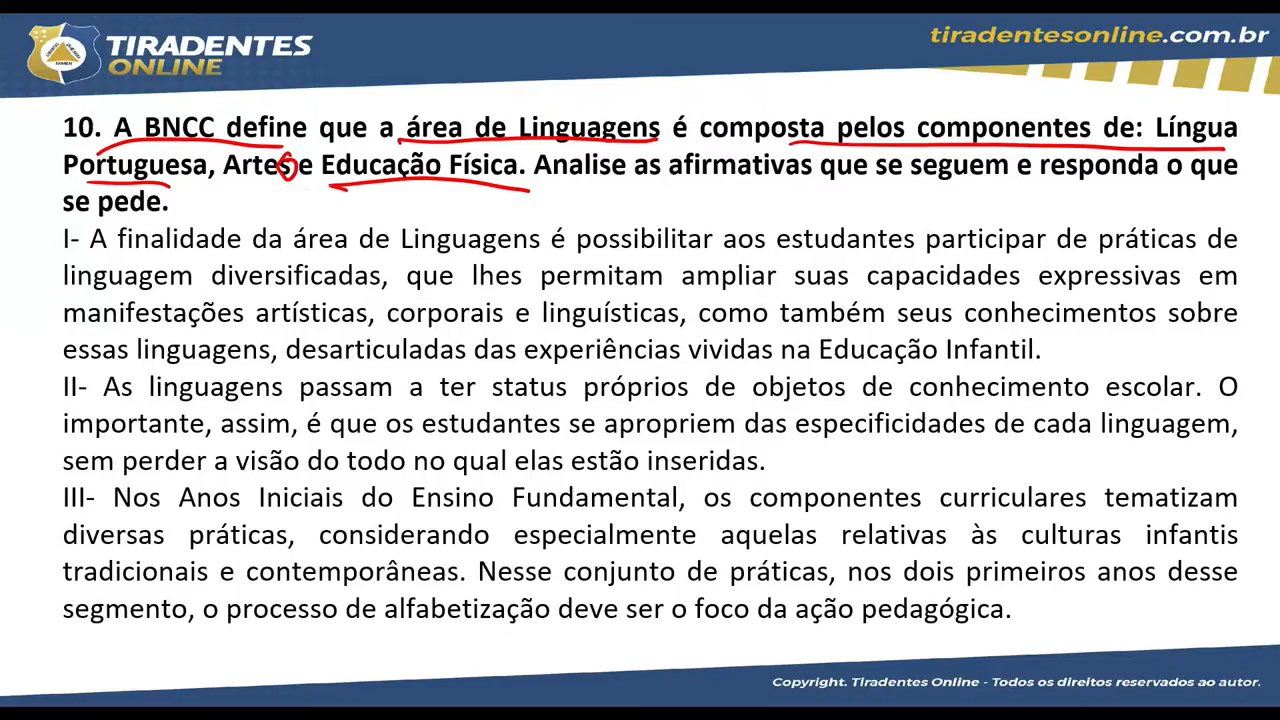 TIRADENTES
ONLINE
tiradentesonline.com.br
10. A BNCC define que a área de Linguagens é composta pelos componentes de: Língua
Portuguesa, Artes e Educação Física. Analise as afirmativas que se seguem e responda o que
se pede.
I- A finalidade da área de Linguagens é possibilitar aos estudantes participar de práticas de
linguagem diversificadas, que lhes permitam ampliar suas capacidades expressivas em
manifestações artísticas, corporais e linguísticas, como também seus conhecimentos sobre
essas linguagens, desarticuladas das experiências vividas na Educação Infantil.
II- As linguagens passam a ter status próprios de objetos de conhecimento escolar. O
importante, assim, é que os estudantes se apropriem das especificidades de cada linguagem,
sem perder a visão do todo no qual elas estão inseridas.
III- Nos Anos Iniciais do Ensino Fundamental, os componentes curriculares tematizam
diversas práticas, considerando especialmente aquelas relativas às culturas infantis
tradicionais e contemporâneas. Nesse conjunto de práticas, nos dois primeiros anos desse
segmento, o processo de alfabetização deve ser o foco da ação pedagógica.
Copyright. Tiradentes Online - Todos os direitos reservados ao autor.